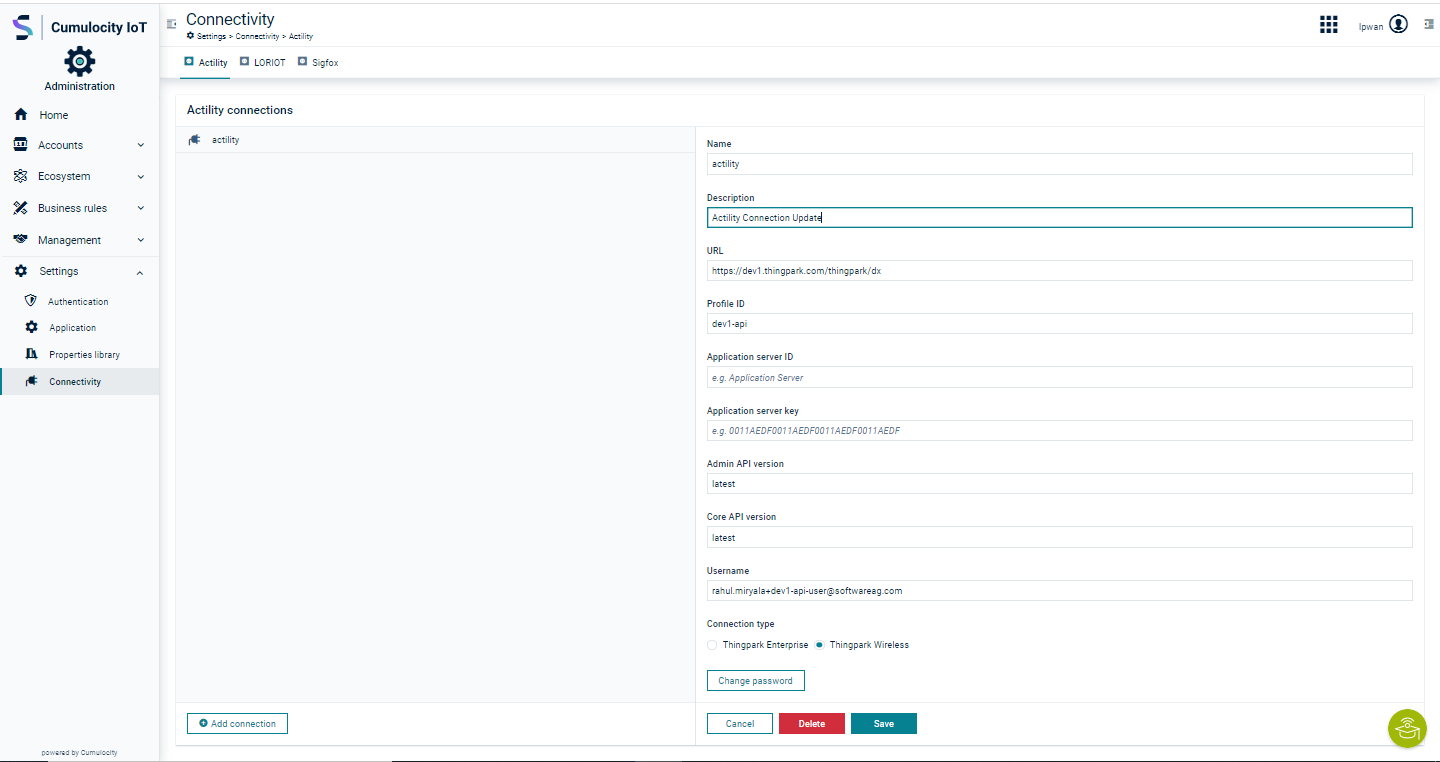 Cumulocity IoT
Administration
Home
Accounts
Ecosystem
Business rules
Management
Settings
Authentication
Application
Properties library
Connectivity
powered by Cumulocity
Connectivity
Settings > Connectivity > Actility
lpwan
Actility LORIOT Sigfox
Actility connections
actility
Add connection
Name
actility
Description
Actility Connection Update
URL
https://dev1.thingpark.com/thingpark/dx
Profile ID
dev1-api
Application server ID
e.g. Application Server
Application server key
e.g. 0011AEDF0011AEDF0011AEDF0011AEDF
Admin API version
latest
Core API version
latest
Username
rahul.miryala+dev1-api-user@softwareag.com
Connection type
Thingpark Enterprise Thingpark Wireless
Change password
Cancel Delete Save